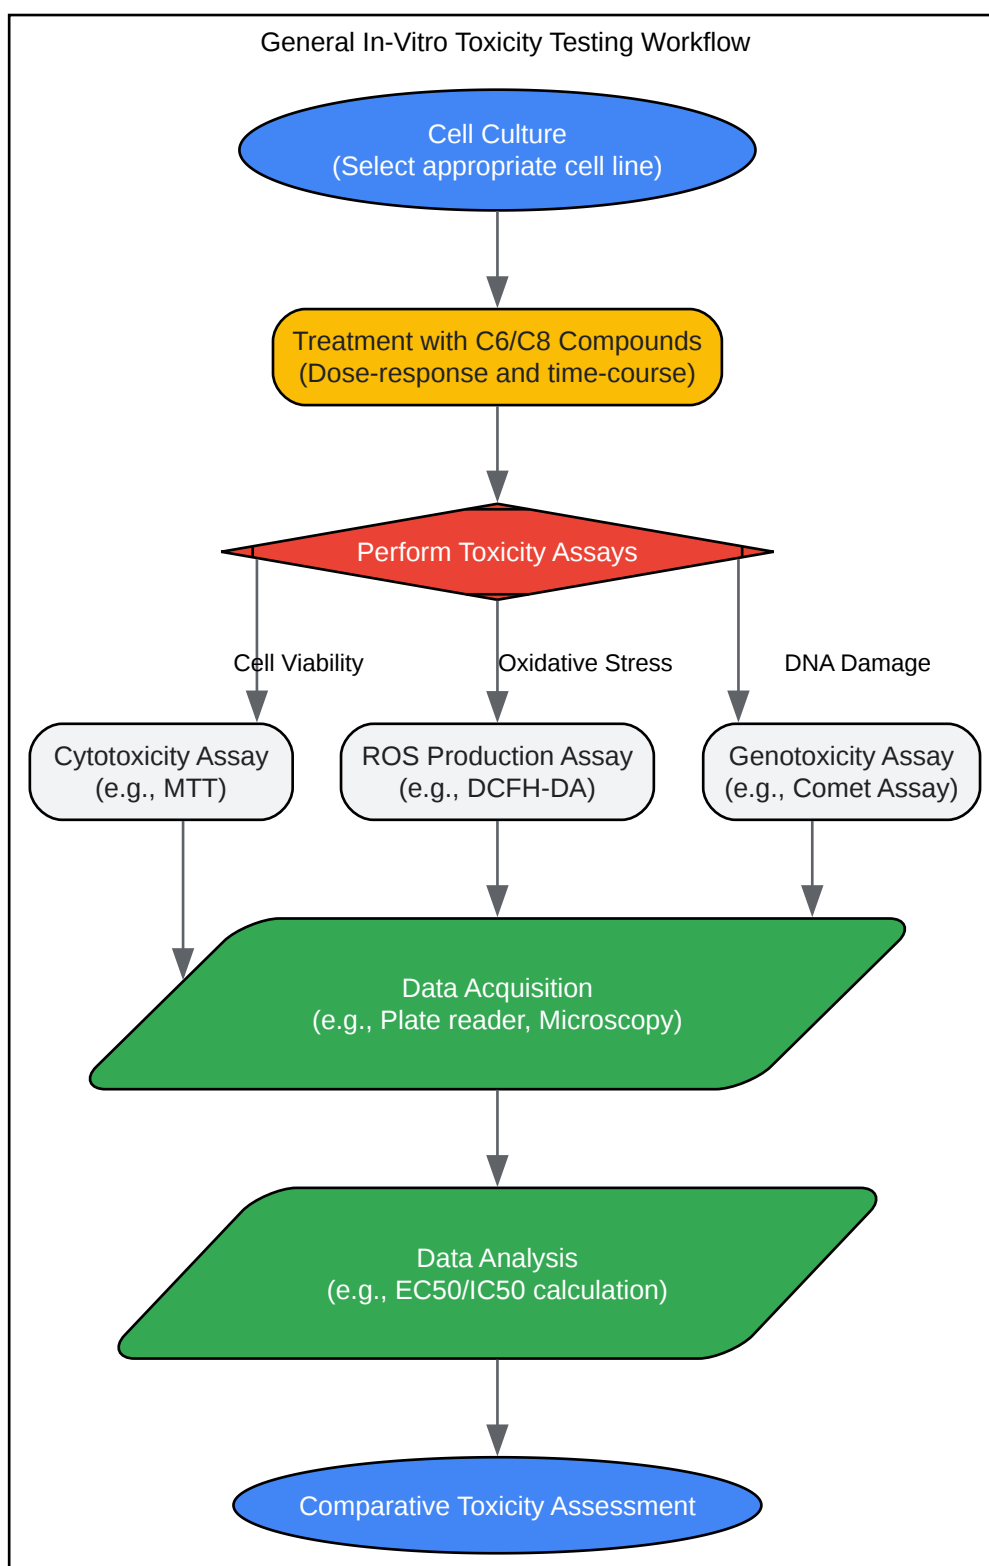 General In-Vitro Toxicity Testing Workflow
Cell Culture
(Select appropriate cell line)
Treatment with C6/C8 Compounds
(Dose-response and time-course)
Perform Toxicity Assays
Cell Viability
Oxidative Stress
DNA Damage
Cytotoxicity Assay
(e.g., MTT)
ROS Production Assay
(e.g., DCFH-DA)
Genotoxicity Assay
(e.g., Comet Assay)
Data Acquisition
(e.g., Plate reader, Microscopy)
Data Analysis
(e.g., EC50/IC50 calculation)
Comparative Toxicity Assessment